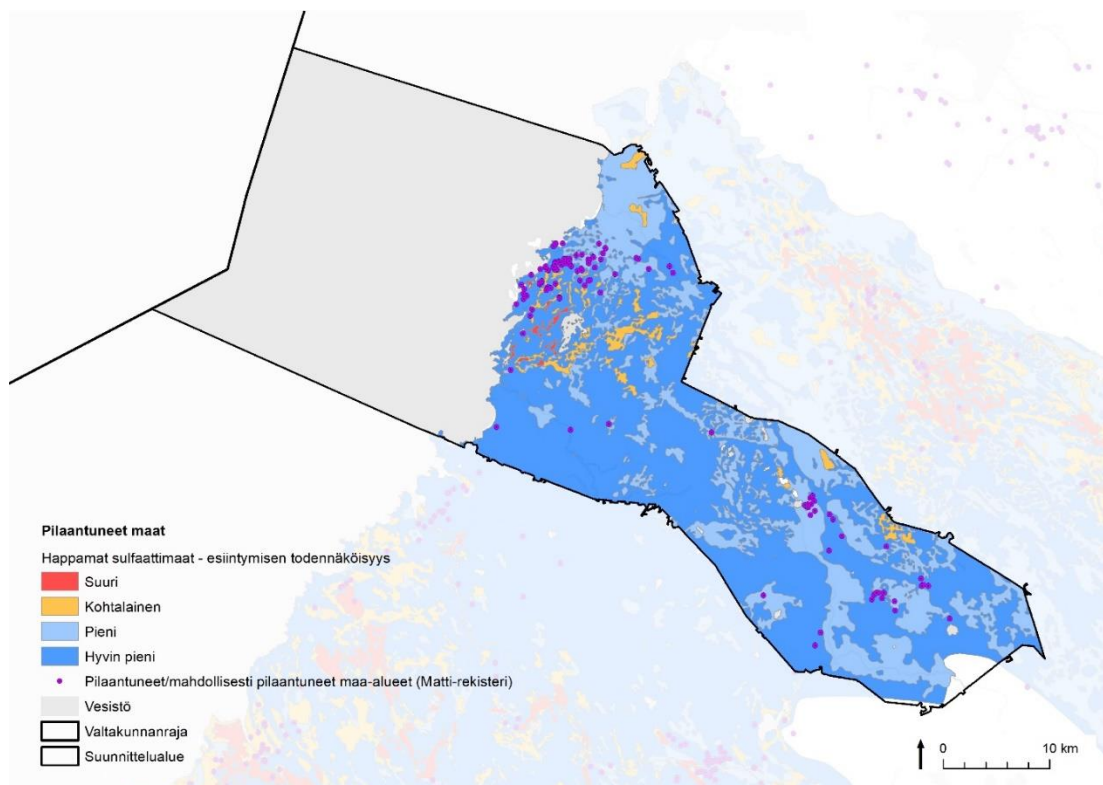 Pilaantuneet maat
Happamat sulfaattimaat - esiintymisen todennäköisyys
Suuri
Kohtalainen
Pieni
Hyvin pieni
Pilaantuneet/mahdollisesti pilaantuneet maa-alueet (Matti-rekisteri)
Vesistö
Valtakunnanraja
Suunnittelualue
0 10 km